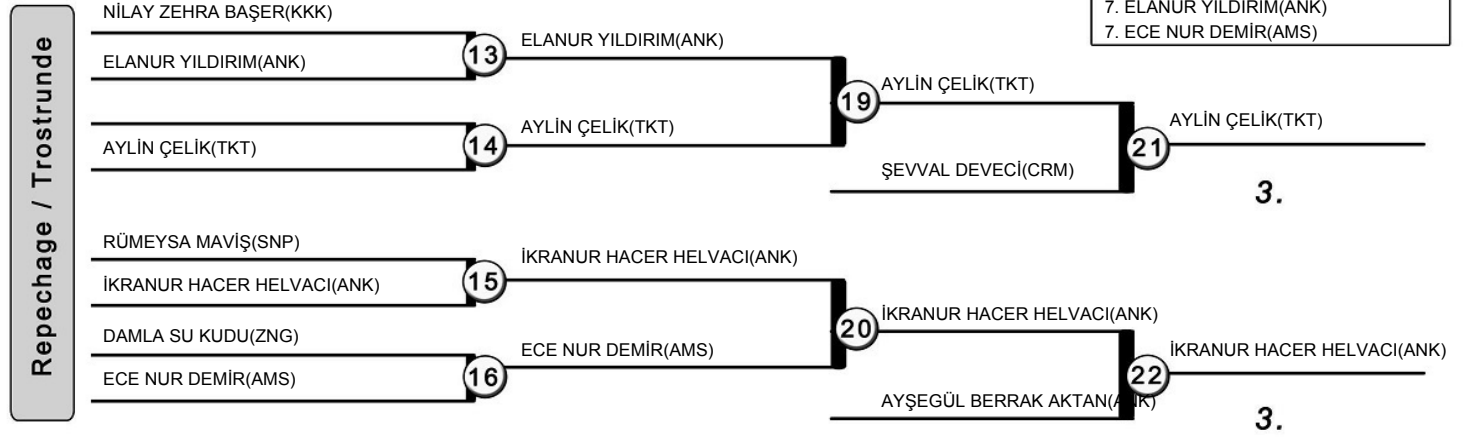 7. ELANUR YILDIRIM(ANK)
7. ECE NUR DEMİR(AMS)
Repechage / Trostrunde
NİLAY ZEHRA BAŞER(KKK)
ELANUR YILDIRIM(ANK)
13
ELANUR YILDIRIM(ANK)
AYLİN ÇELİK(TKT)
14
AYLİN ÇELİK(TKT)
19
AYLİN ÇELİK(TKT)
ŞEVVAL DEVECİ(CRM)
21
AYLİN ÇELİK(TKT)
3.
RÜMEYSA MAVİŞ(SNP)
İKRANUR HACER HELVACI(ANK)
15
İKRANUR HACER HELVACI(ANK)
DAMLA SU KUDU(ZNG)
ECE NUR DEMİR(AMS)
16
ECE NUR DEMİR(AMS)
20
İKRANUR HACER HELVACI(ANK)
AYŞEGÜL BERRAK AKTAN(ANK)
22
İKRANUR HACER HELVACI(ANK)
3.